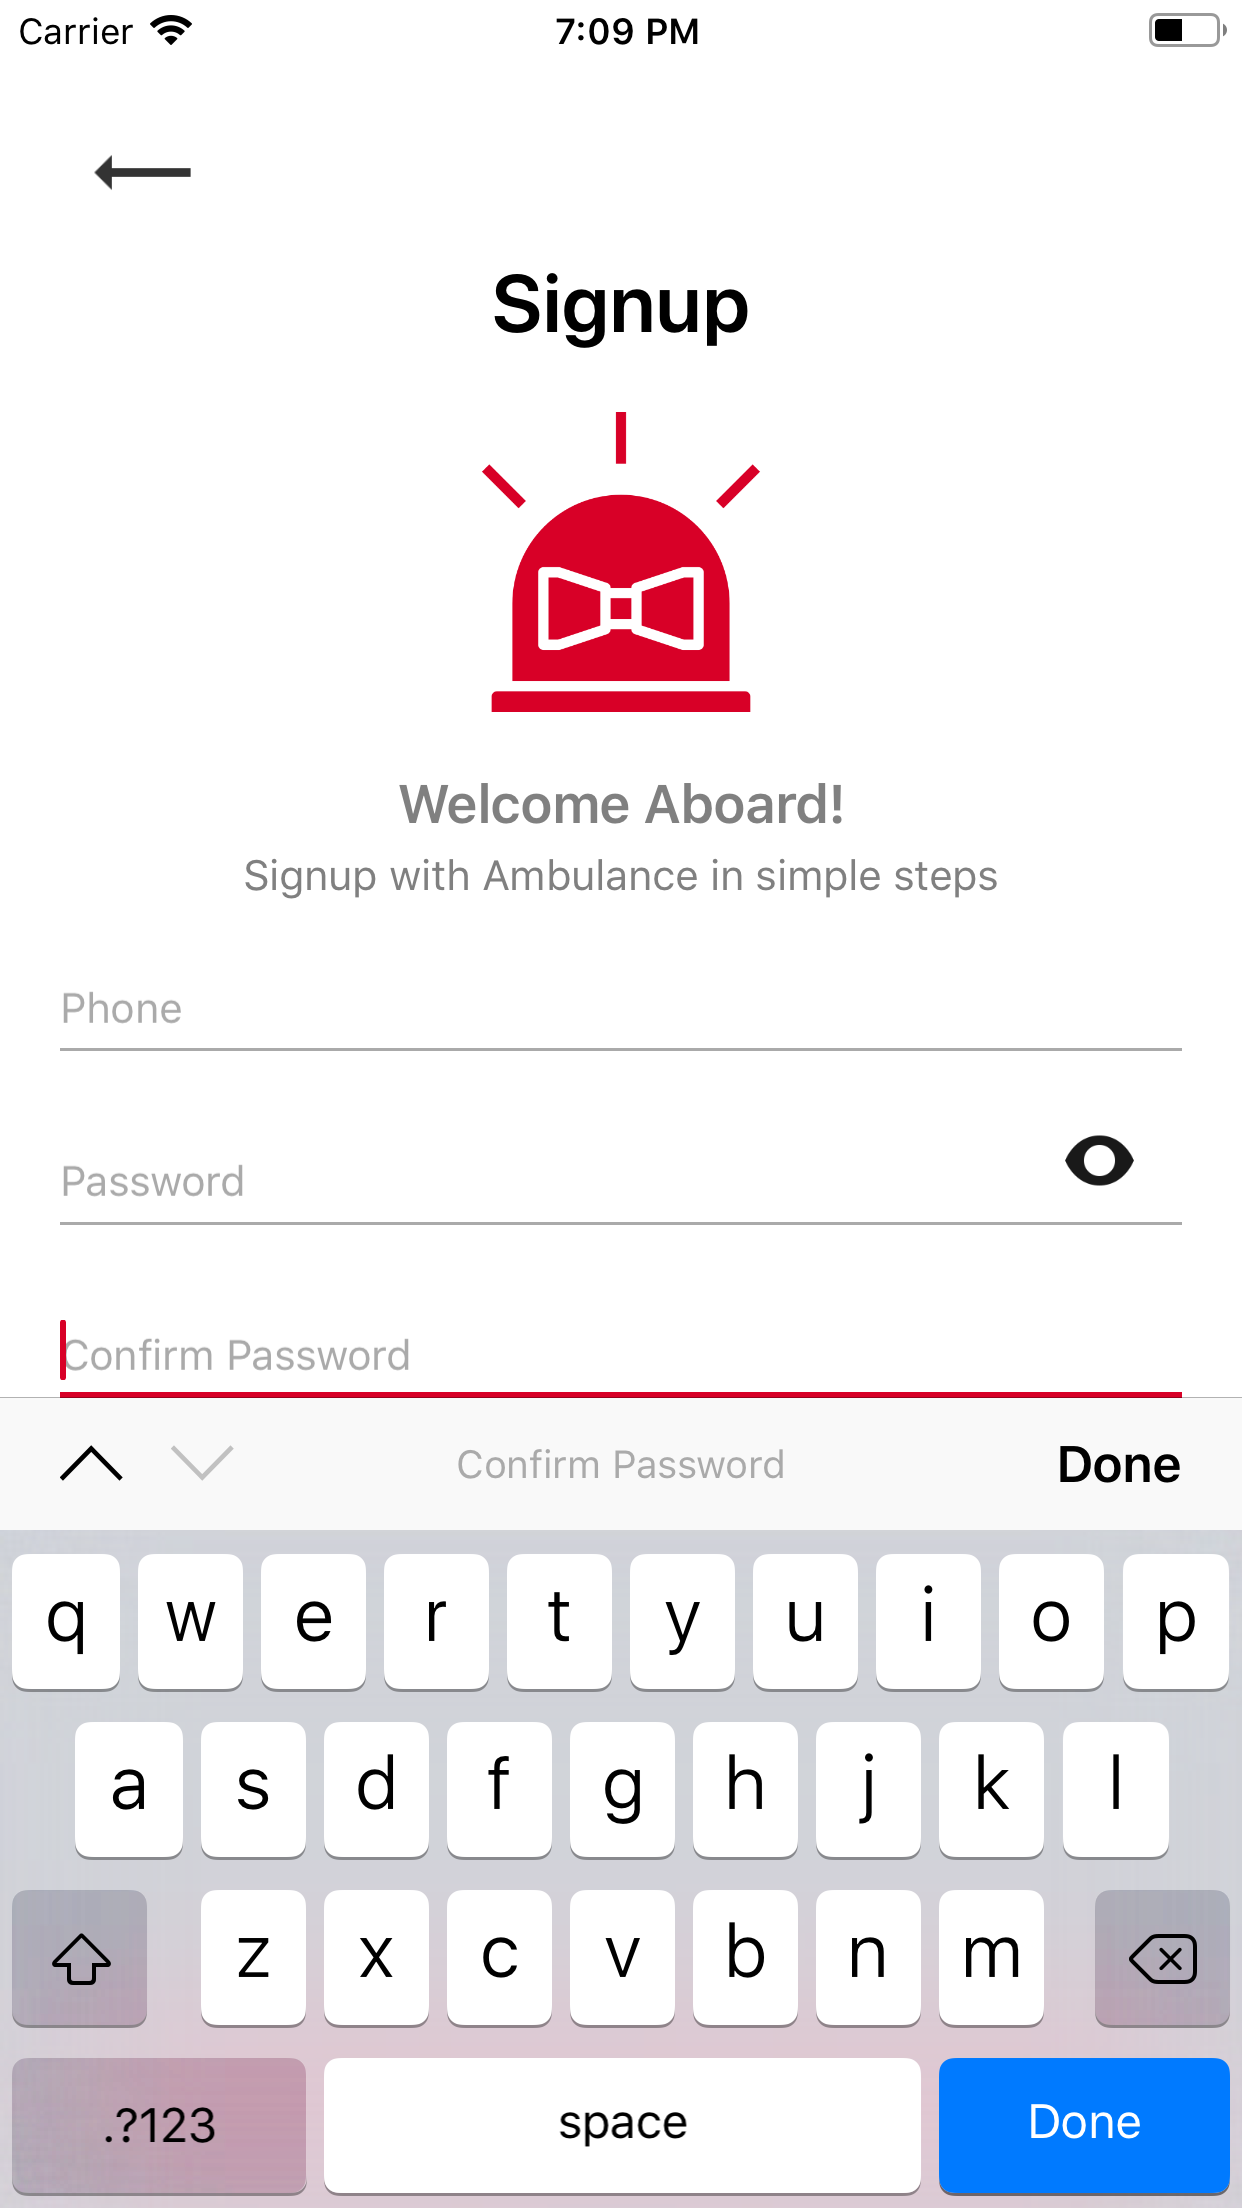 Carrier 7:09 PM
Signup
Welcome Aboard!
Signup with Ambulance in simple steps
Phone
Password
Confirm Password
Confirm Password Done
q w e r t y u i o p
a s d f g h j k l
z x c v b n m
.?123 space Done